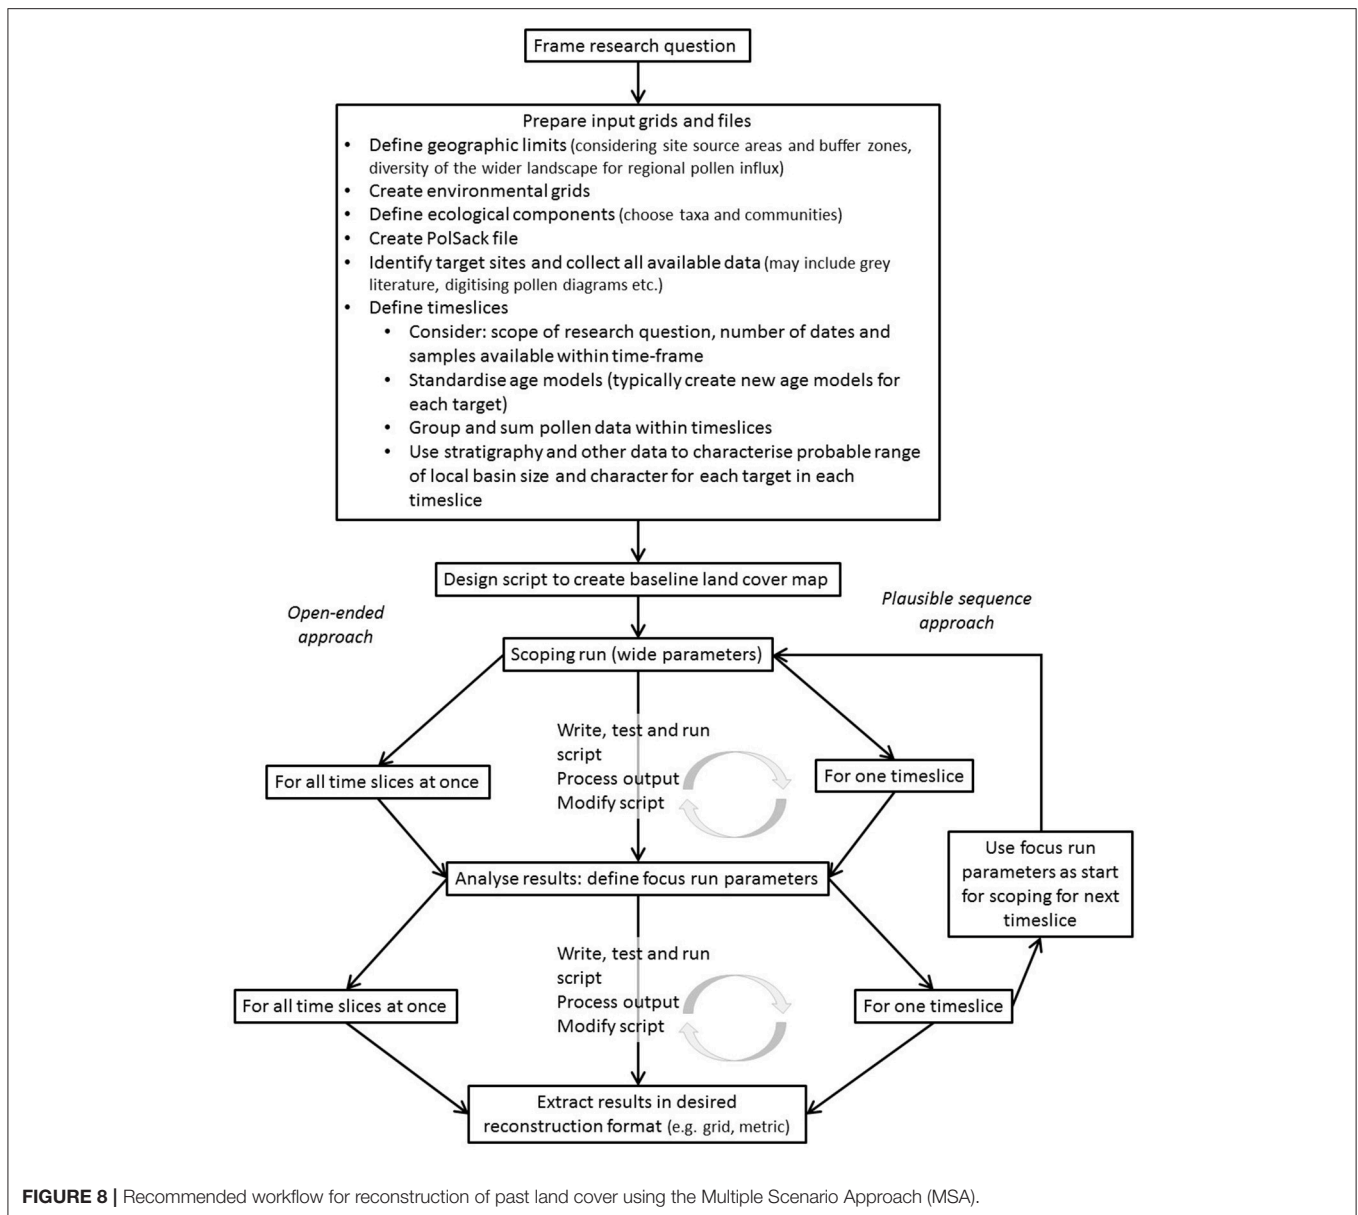 Frame research question
Prepare input grids and files
• Define geographic limits (considering site source areas and buffer zones,
diversity of the wider landscape for regional pollen influx)
• Create environmental grids
• Define ecological components (choose taxa and communities)
• Create PolSack file
• Identify target sites and collect all available data (may include grey
literature, digitising pollen diagrams etc.)
• Define timeslices
• Consider: scope of research question, number of dates and
samples available within time-frame
• Standardise age models (typically create new age models for
each target)
• Group and sum pollen data within timeslices
• Use stratigraphy and other data to characterise probable range
of local basin size and character for each target in each
timeslice
Design script to create baseline land cover map
Open-ended
approach
Plausible sequence
approach
Scoping run (wide parameters)
Write, test and run
script
Process output
Modify script
For all time slices at once
For one timeslice
Use focus run
parameters as start
for scoping for next
timeslice
Analyse results: define focus run parameters
Write, test and run
script
Process output
Modify script
For all time slices at once
For one timeslice
Extract results in desired
reconstruction format (e.g. grid, metric)
FIGURE 8 | Recommended workflow for reconstruction of past land cover using the Multiple Scenario Approach (MSA).